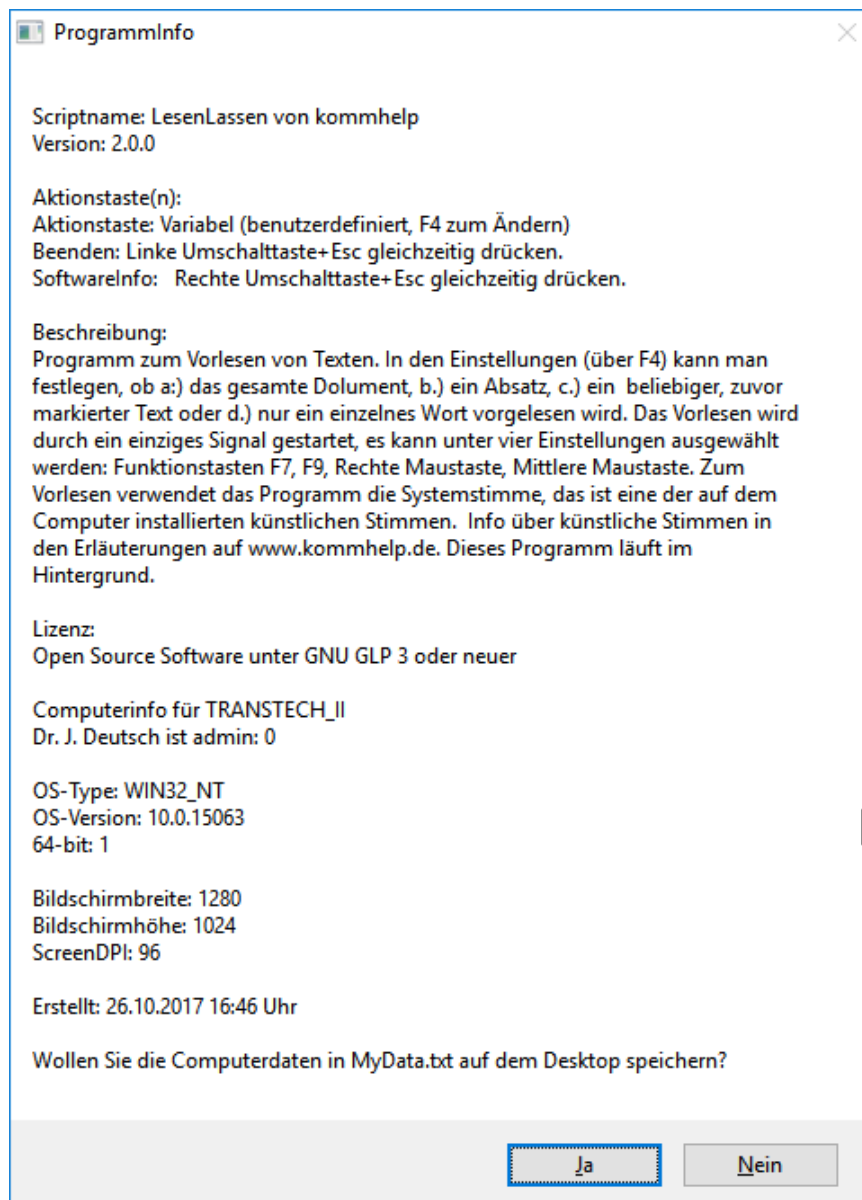 ProgrammInfo
Scriptname: LesenLassen von kommhelp
Version: 2.0.0
Aktionstaste(n):
Aktionstaste: Variabel (benutzerdefiniert, F4 zum Ändern)
Beenden: Linke Umschalttaste+Esc gleichzeitig drücken.
SoftwareInfo:   Rechte Umschalttaste+Esc gleichzeitig drücken.
Beschreibung:
Programm zum Vorlesen von Texten. In den Einstellungen (über F4) kann man
festlegen, ob a:) das gesamte Dolument, b.) ein Absatz, c.) ein  beliebiger, zuvor
markierter Text oder d.) nur ein einzelnes Wort vorgelesen wird. Das Vorlesen wird
durch ein einziges Signal gestartet, es kann unter vier Einstellungen ausgewählt
werden: Funktionstasten F7, F9, Rechte Maustaste, Mittlere Maustaste. Zum
Vorlesen verwendet das Programm die Systemstimme, das ist eine der auf dem
Computer installierten künstlichen Stimmen.  Info über künstliche Stimmen in
den Erläuterungen auf www.kommhelp.de. Dieses Programm läuft im
Hintergrund.
Lizenz:
Open Source Software unter GNU GLP 3 oder neuer
Computerinfo für TRANSTECH_II
Dr. J. Deutsch ist admin: 0
OS-Type: WIN32_NT
OS-Version: 10.0.15063
64-bit: 1
Bildschirmbreite: 1280
Bildschirmhöhe: 1024
ScreenDPI: 96
Erstellt: 26.10.2017 16:46 Uhr
Wollen Sie die Computerdaten in MyData.txt auf dem Desktop speichern?
Ja
Nein